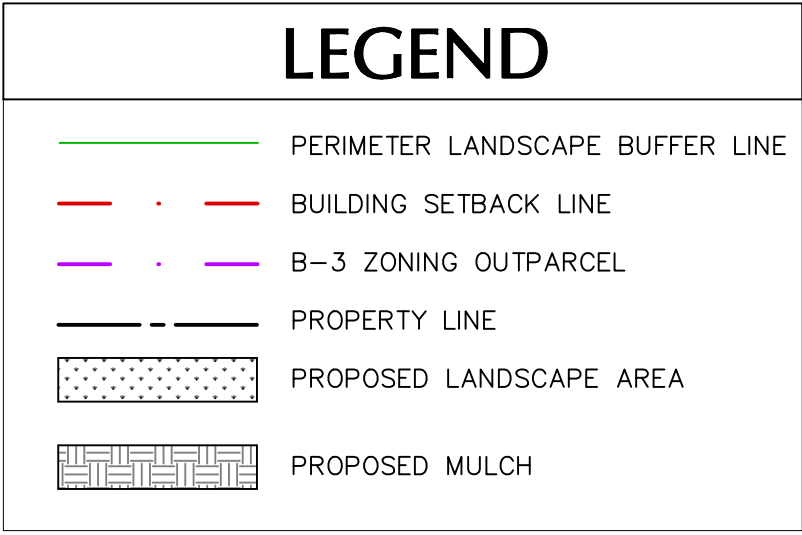 LEGEND
PERIMETER LANDSCAPE BUFFER LINE
BUILDING SETBACK LINE
B-3 ZONING OUTPARCEL
PROPERTY LINE
PROPOSED LANDSCAPE AREA
PROPOSED MULCH